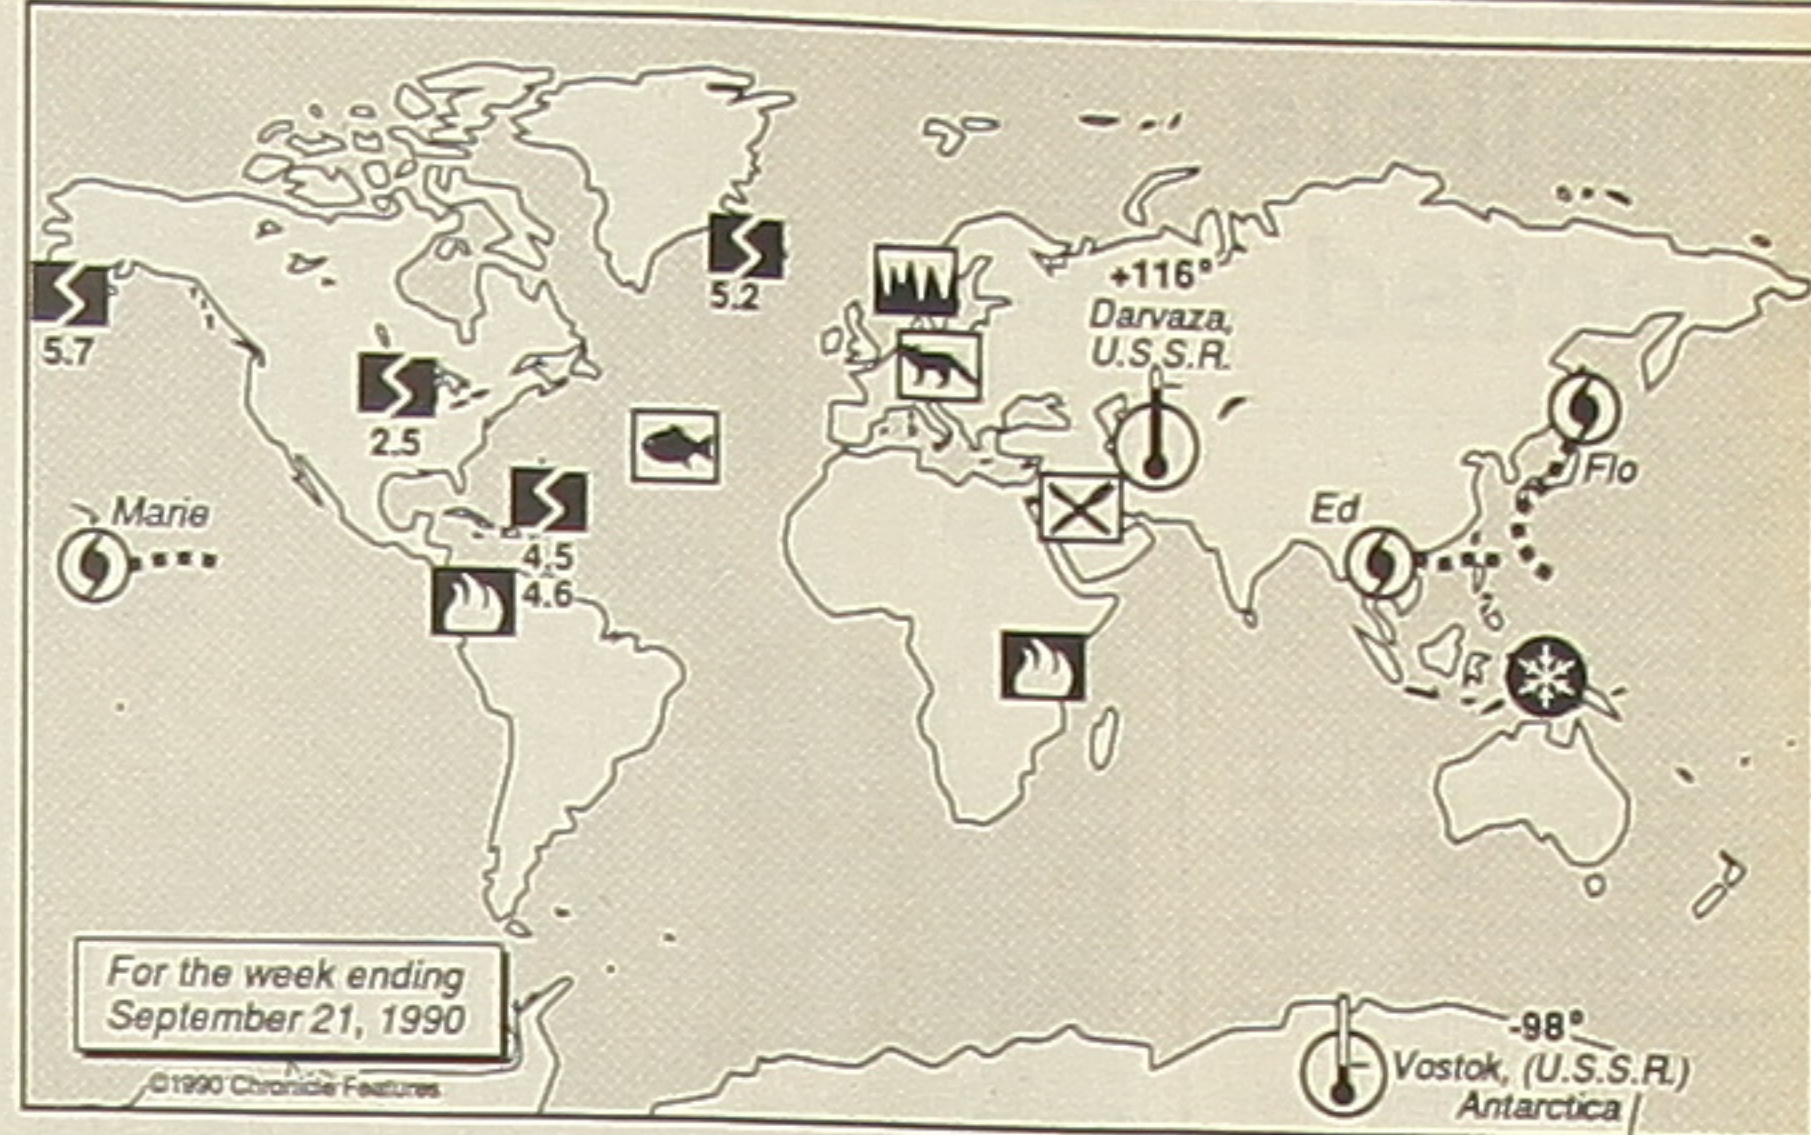 5.2
+116°
Darvaza,
U.S.S.R.
5.7
2.5
Flo
Marie
Ed
4.5
4.6
For the week ending
September 21, 1990
©1990 Chronicle Features
-98°
Vostok, (U.S.S.R.)
Antarctica